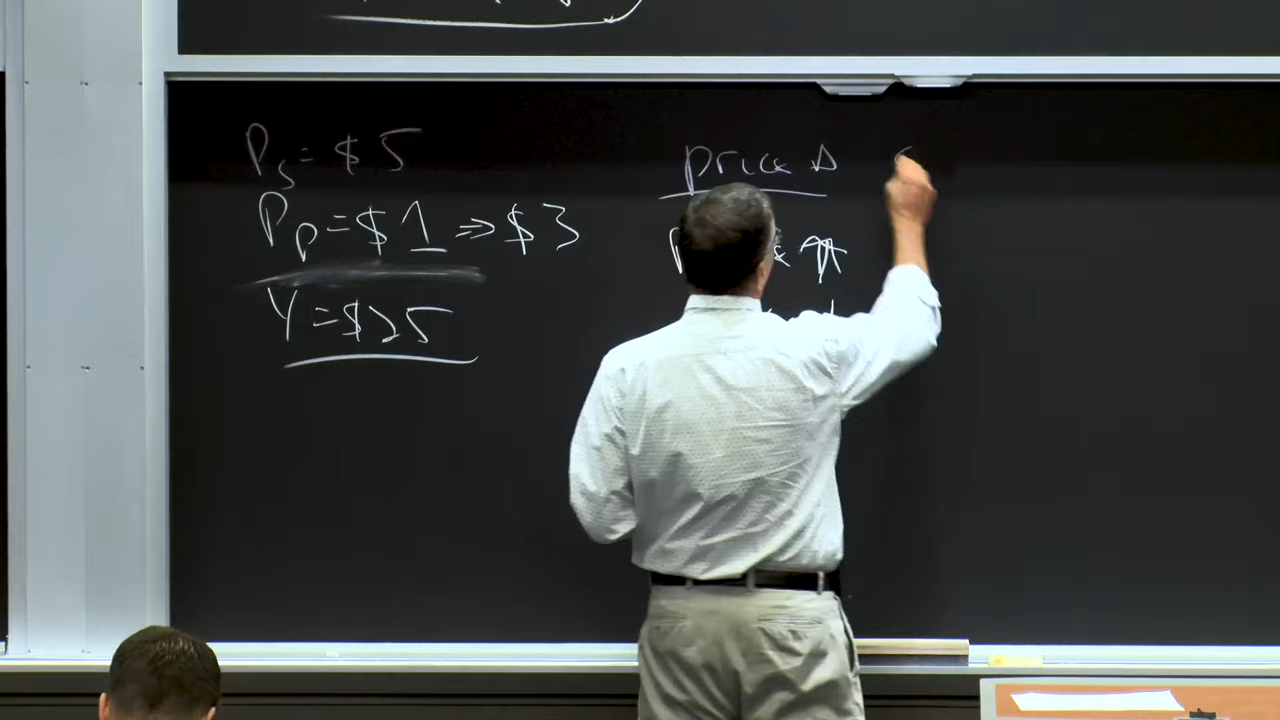 P_S = $5
P_P = $1 => $3
Y = $25
price Δ